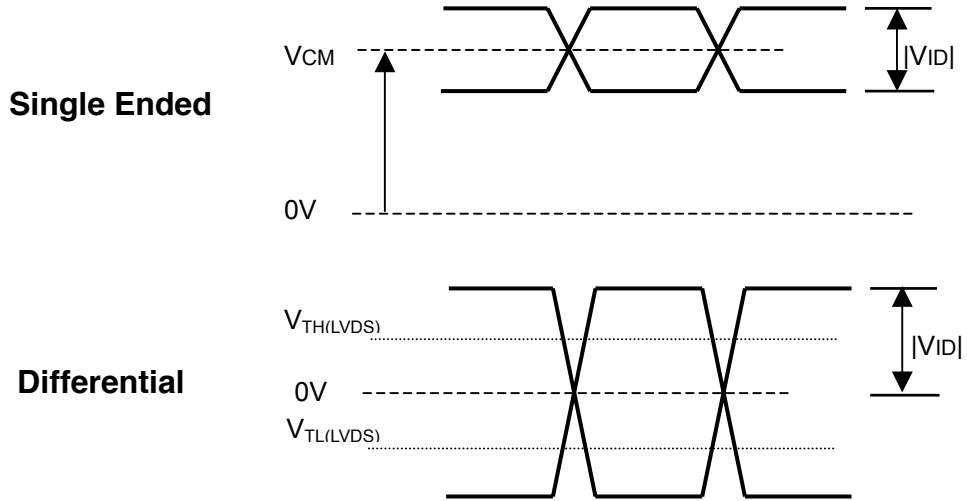 VCM
|VID|
Single Ended
0V
VTH(LVDS)
|VID|
Differential
0V
VTL(LVDS)